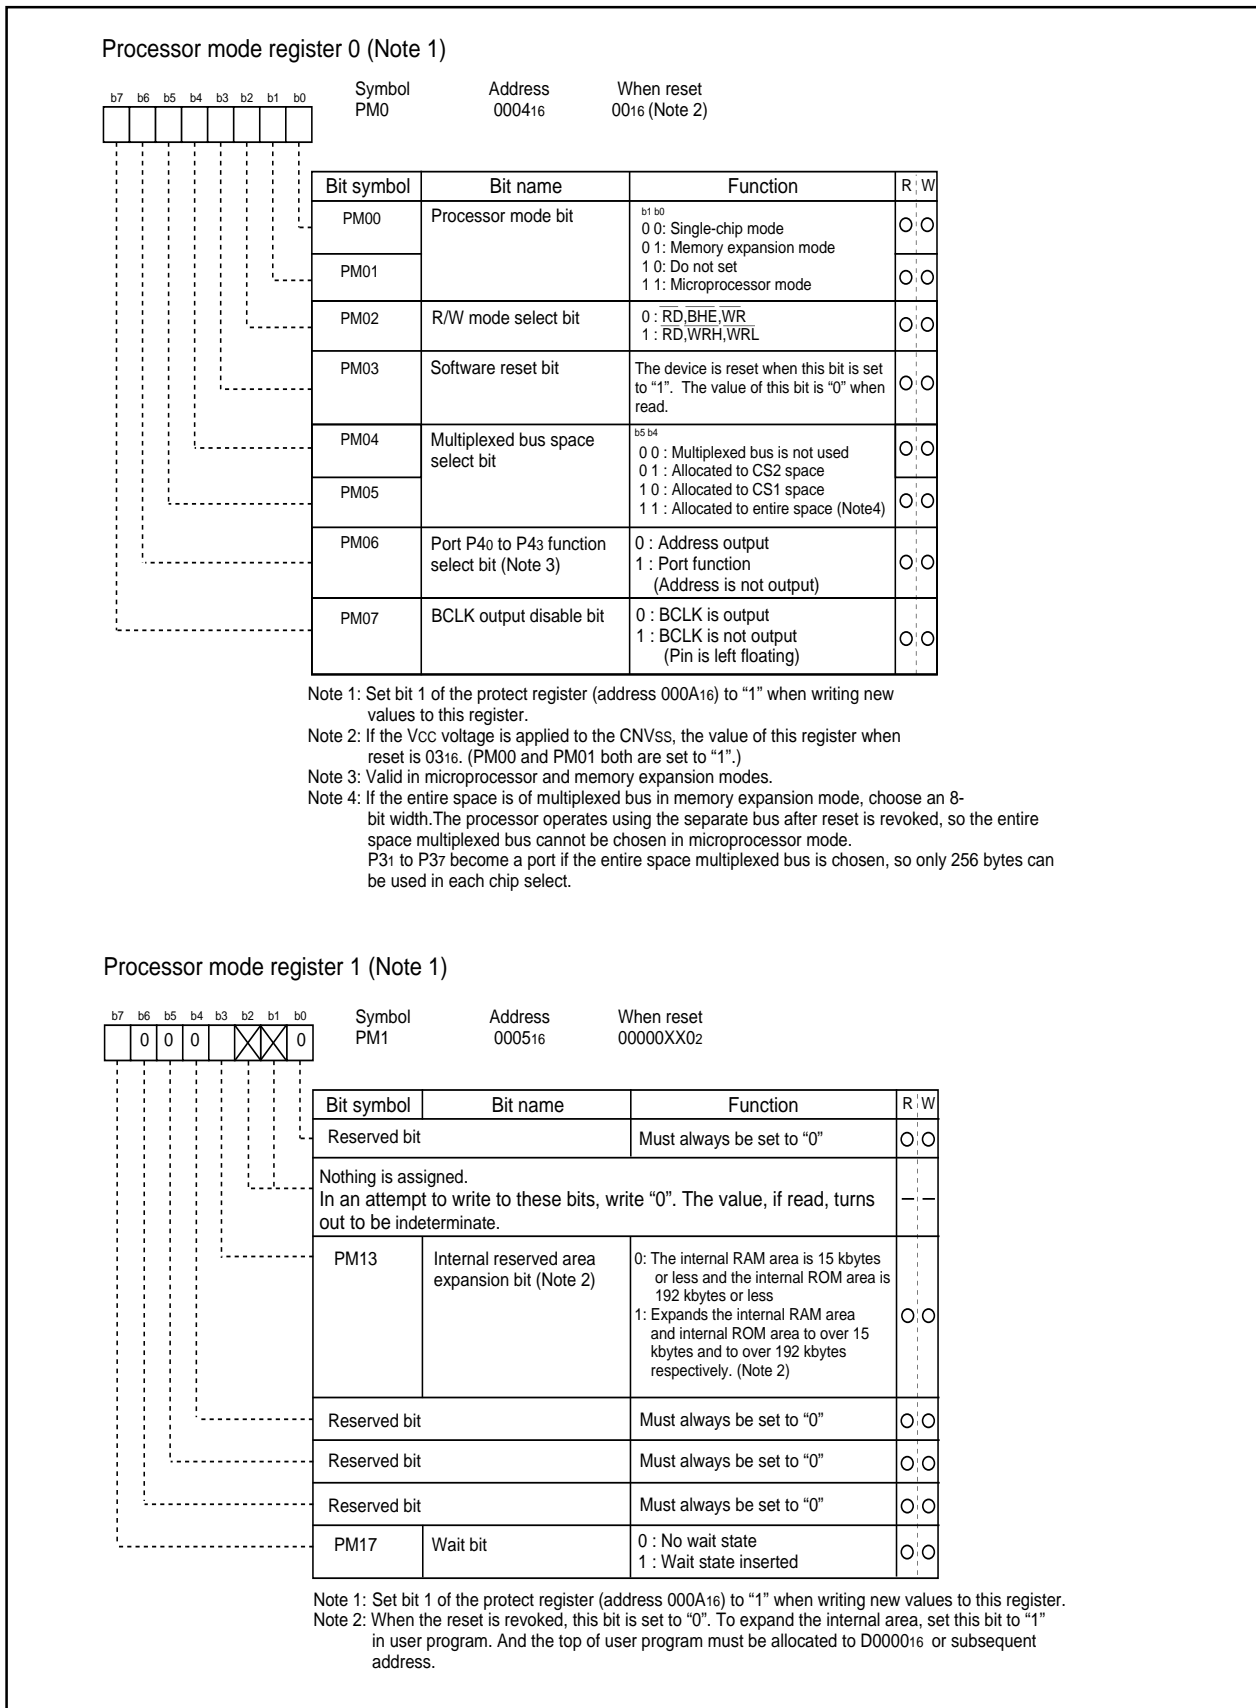 Processor mode register 0 (Note 1)
Symbol Address When reset
PM0 000416 0016 (Note 2)
b7 b6 b5 b4 b3 b2 b1 b0
Bit symbol Bit name Function R W
PM00 Processor mode bit b1 b0
0 0: Single-chip mode
0 1: Memory expansion mode
PM01 1 0: Do not set
1 1: Microprocessor mode
PM02 R/W mode select bit 0 : RD,BHE,WR
1 : RD,WRH,WRL
PM03 Software reset bit The device is reset when this bit is set
to “1”. The value of this bit is “0” when
read.
PM04 Multiplexed bus space b5 b4
select bit 0 0 : Multiplexed bus is not used
0 1 : Allocated to CS2 space
PM05 1 0 : Allocated to CS1 space
1 1 : Allocated to entire space (Note4)
PM06 Port P40 to P43 function 0 : Address output
select bit (Note 3) 1 : Port function
(Address is not output)
PM07 BCLK output disable bit 0 : BCLK is output
1 : BCLK is not output
(Pin is left floating)
Note 1: Set bit 1 of the protect register (address 000A16) to “1” when writing new
values to this register.
Note 2: If the VCC voltage is applied to the CNVSS, the value of this register when
reset is 0316. (PM00 and PM01 both are set to “1”.)
Note 3: Valid in microprocessor and memory expansion modes.
Note 4: If the entire space is of multiplexed bus in memory expansion mode, choose an 8-
bit width.The processor operates using the separate bus after reset is revoked, so the entire
space multiplexed bus cannot be chosen in microprocessor mode.
P31 to P37 become a port if the entire space multiplexed bus is chosen, so only 256 bytes can
be used in each chip select.
Processor mode register 1 (Note 1)
Symbol Address When reset
PM1 000516 00000XX02
b7 b6 b5 b4 b3 b2 b1 b0
0 0 0 0
Bit symbol Bit name Function R W
Reserved bit Must always be set to “0”
Nothing is assigned.
In an attempt to write to these bits, write “0”. The value, if read, turns
out to be indeterminate.
PM13 Internal reserved area 0: The internal RAM area is 15 kbytes
expansion bit (Note 2) or less and the internal ROM area is
192 kbytes or less
1: Expands the internal RAM area
and internal ROM area to over 15
kbytes and to over 192 kbytes
respectively. (Note 2)
Reserved bit Must always be set to “0”
Reserved bit Must always be set to “0”
Reserved bit Must always be set to “0”
PM17 Wait bit 0 : No wait state
1 : Wait state inserted
Note 1: Set bit 1 of the protect register (address 000A16) to “1” when writing new values to this register.
Note 2: When the reset is revoked, this bit is set to “0”. To expand the internal area, set this bit to “1”
in user program. And the top of user program must be allocated to D000016 or subsequent
address.